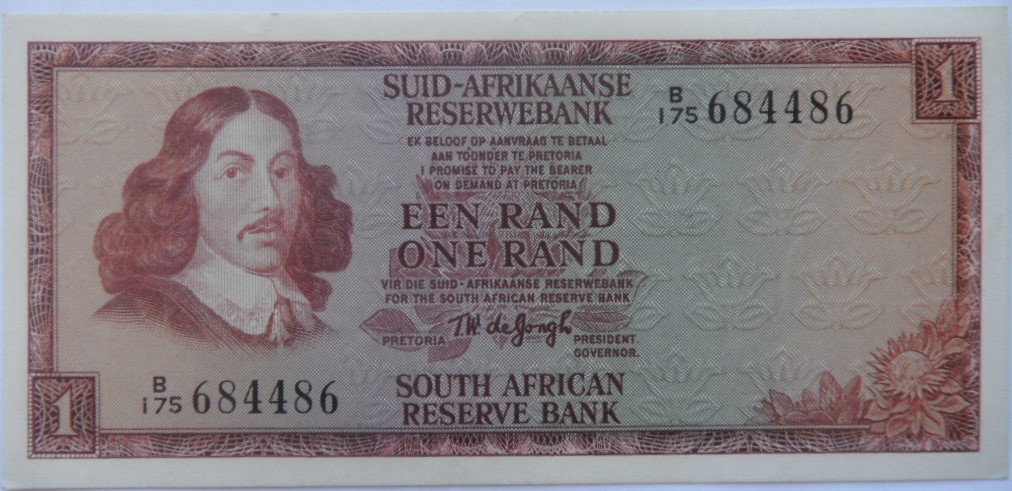 1
SUID-AFRIKAANSE
RESERWEBANK
B/175 684486
EK BELOOF OP AANVRAAG TE BETAAL
AAN TOONDER TE PRETORIA
I PROMISE TO PAY THE BEARER
ON DEMAND AT PRETORIA
EEN RAND
ONE RAND
VIR DIE SUID-AFRIKAANSE RESERWEBANK
FOR THE SOUTH AFRICAN RESERVE BANK
TW de Jongh
PRETORIA
PRESIDENT.
GOVERNOR.
B/175 684486
SOUTH AFRICAN
RESERVE BANK
1